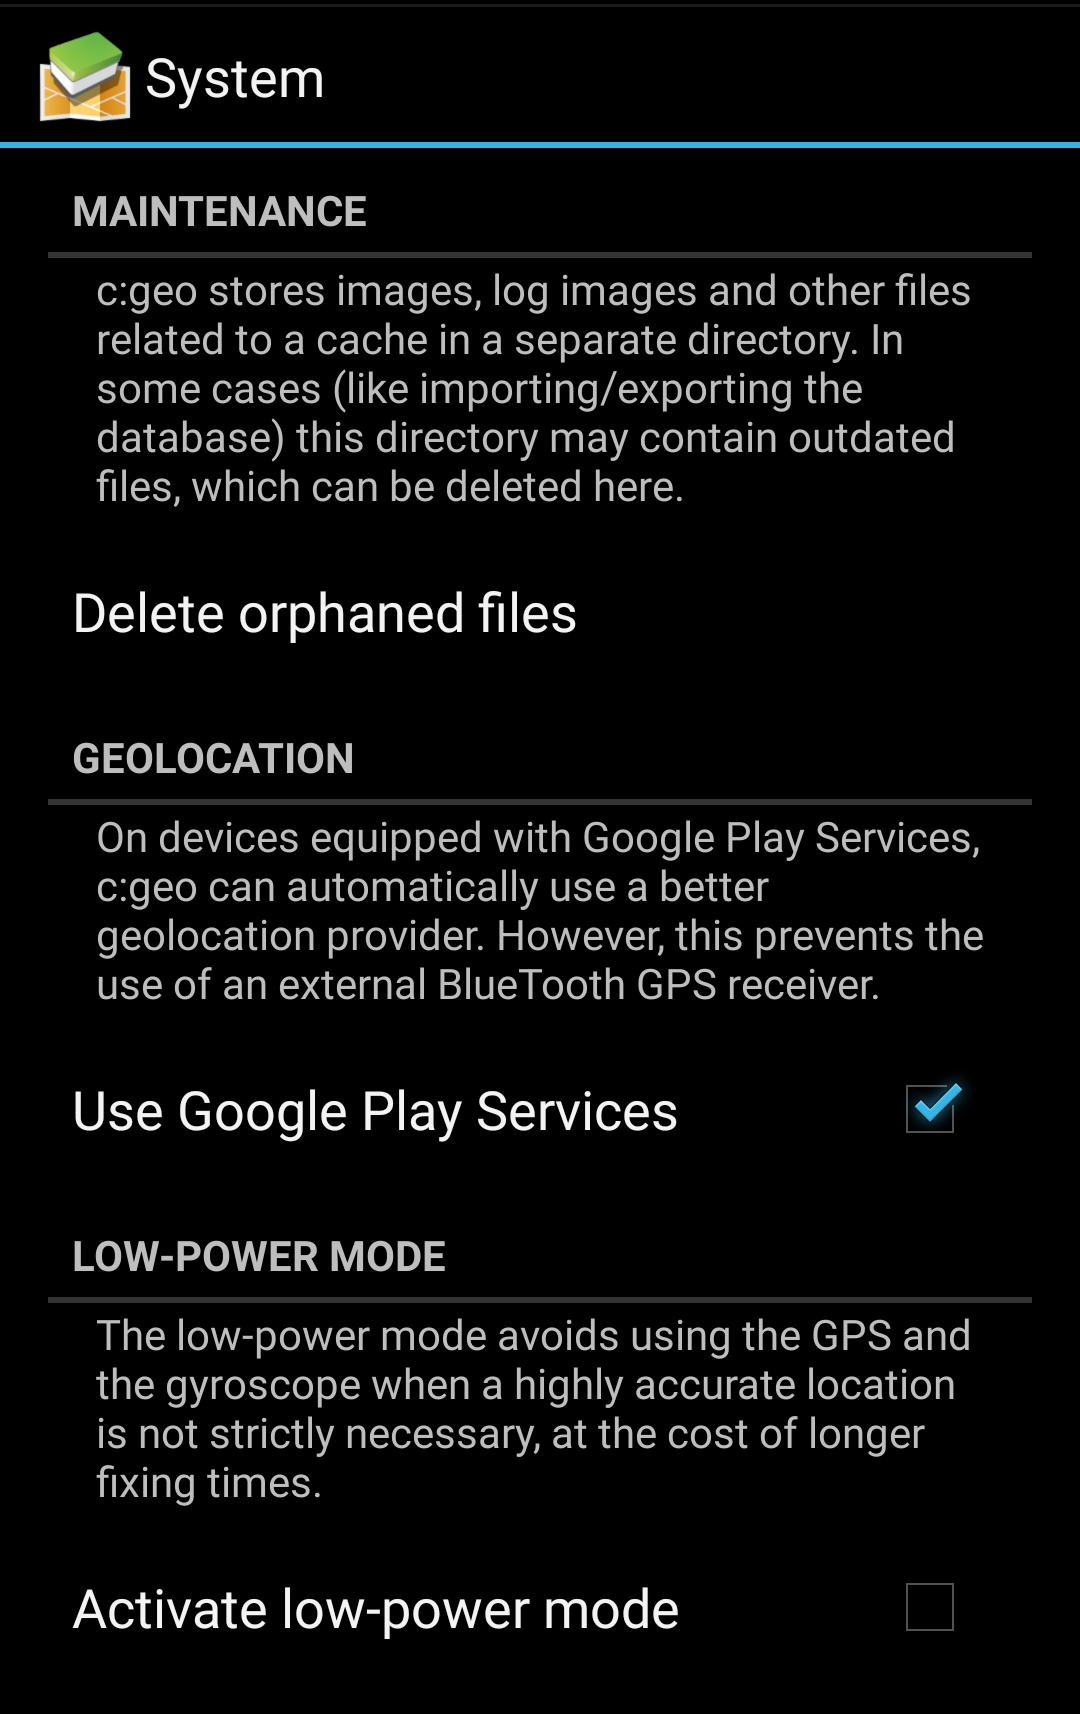 System
MAINTENANCE
c:geo stores images, log images and other files
related to a cache in a separate directory. In
some cases (like importing/exporting the
database) this directory may contain outdated
files, which can be deleted here.
Delete orphaned files
GEOLOCATION
On devices equipped with Google Play Services,
c:geo can automatically use a better
geolocation provider. However, this prevents the
use of an external BlueTooth GPS receiver.
Use Google Play Services
LOW-POWER MODE
The low-power mode avoids using the GPS and
the gyroscope when a highly accurate location
is not strictly necessary, at the cost of longer
fixing times.
Activate low-power mode